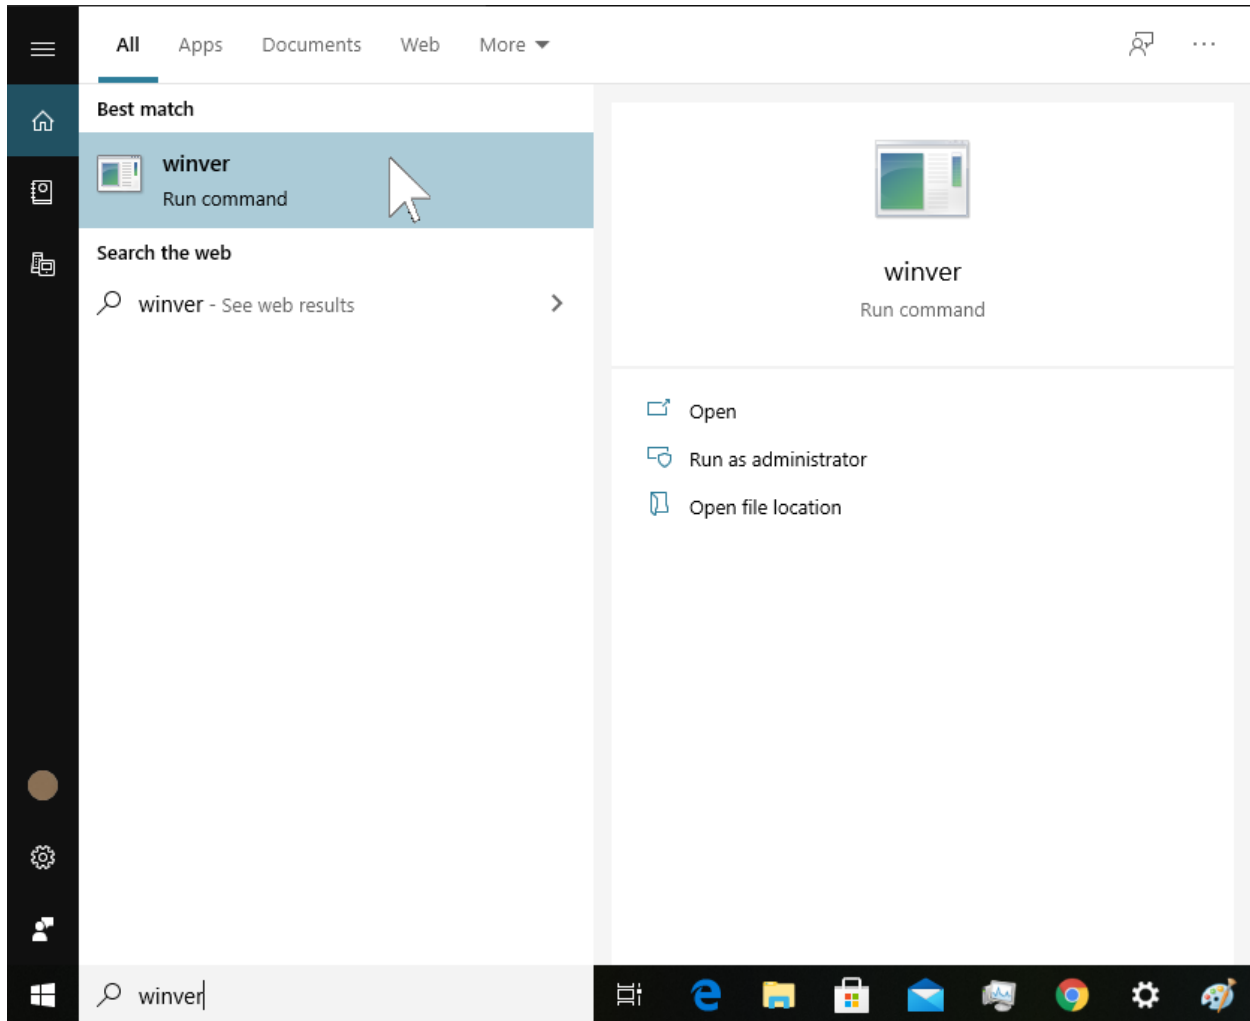 All Apps Documents Web More
Best match
winver
Run command
Search the web
winver - See web results
winver
Run command
Open
Run as administrator
Open file location
winver